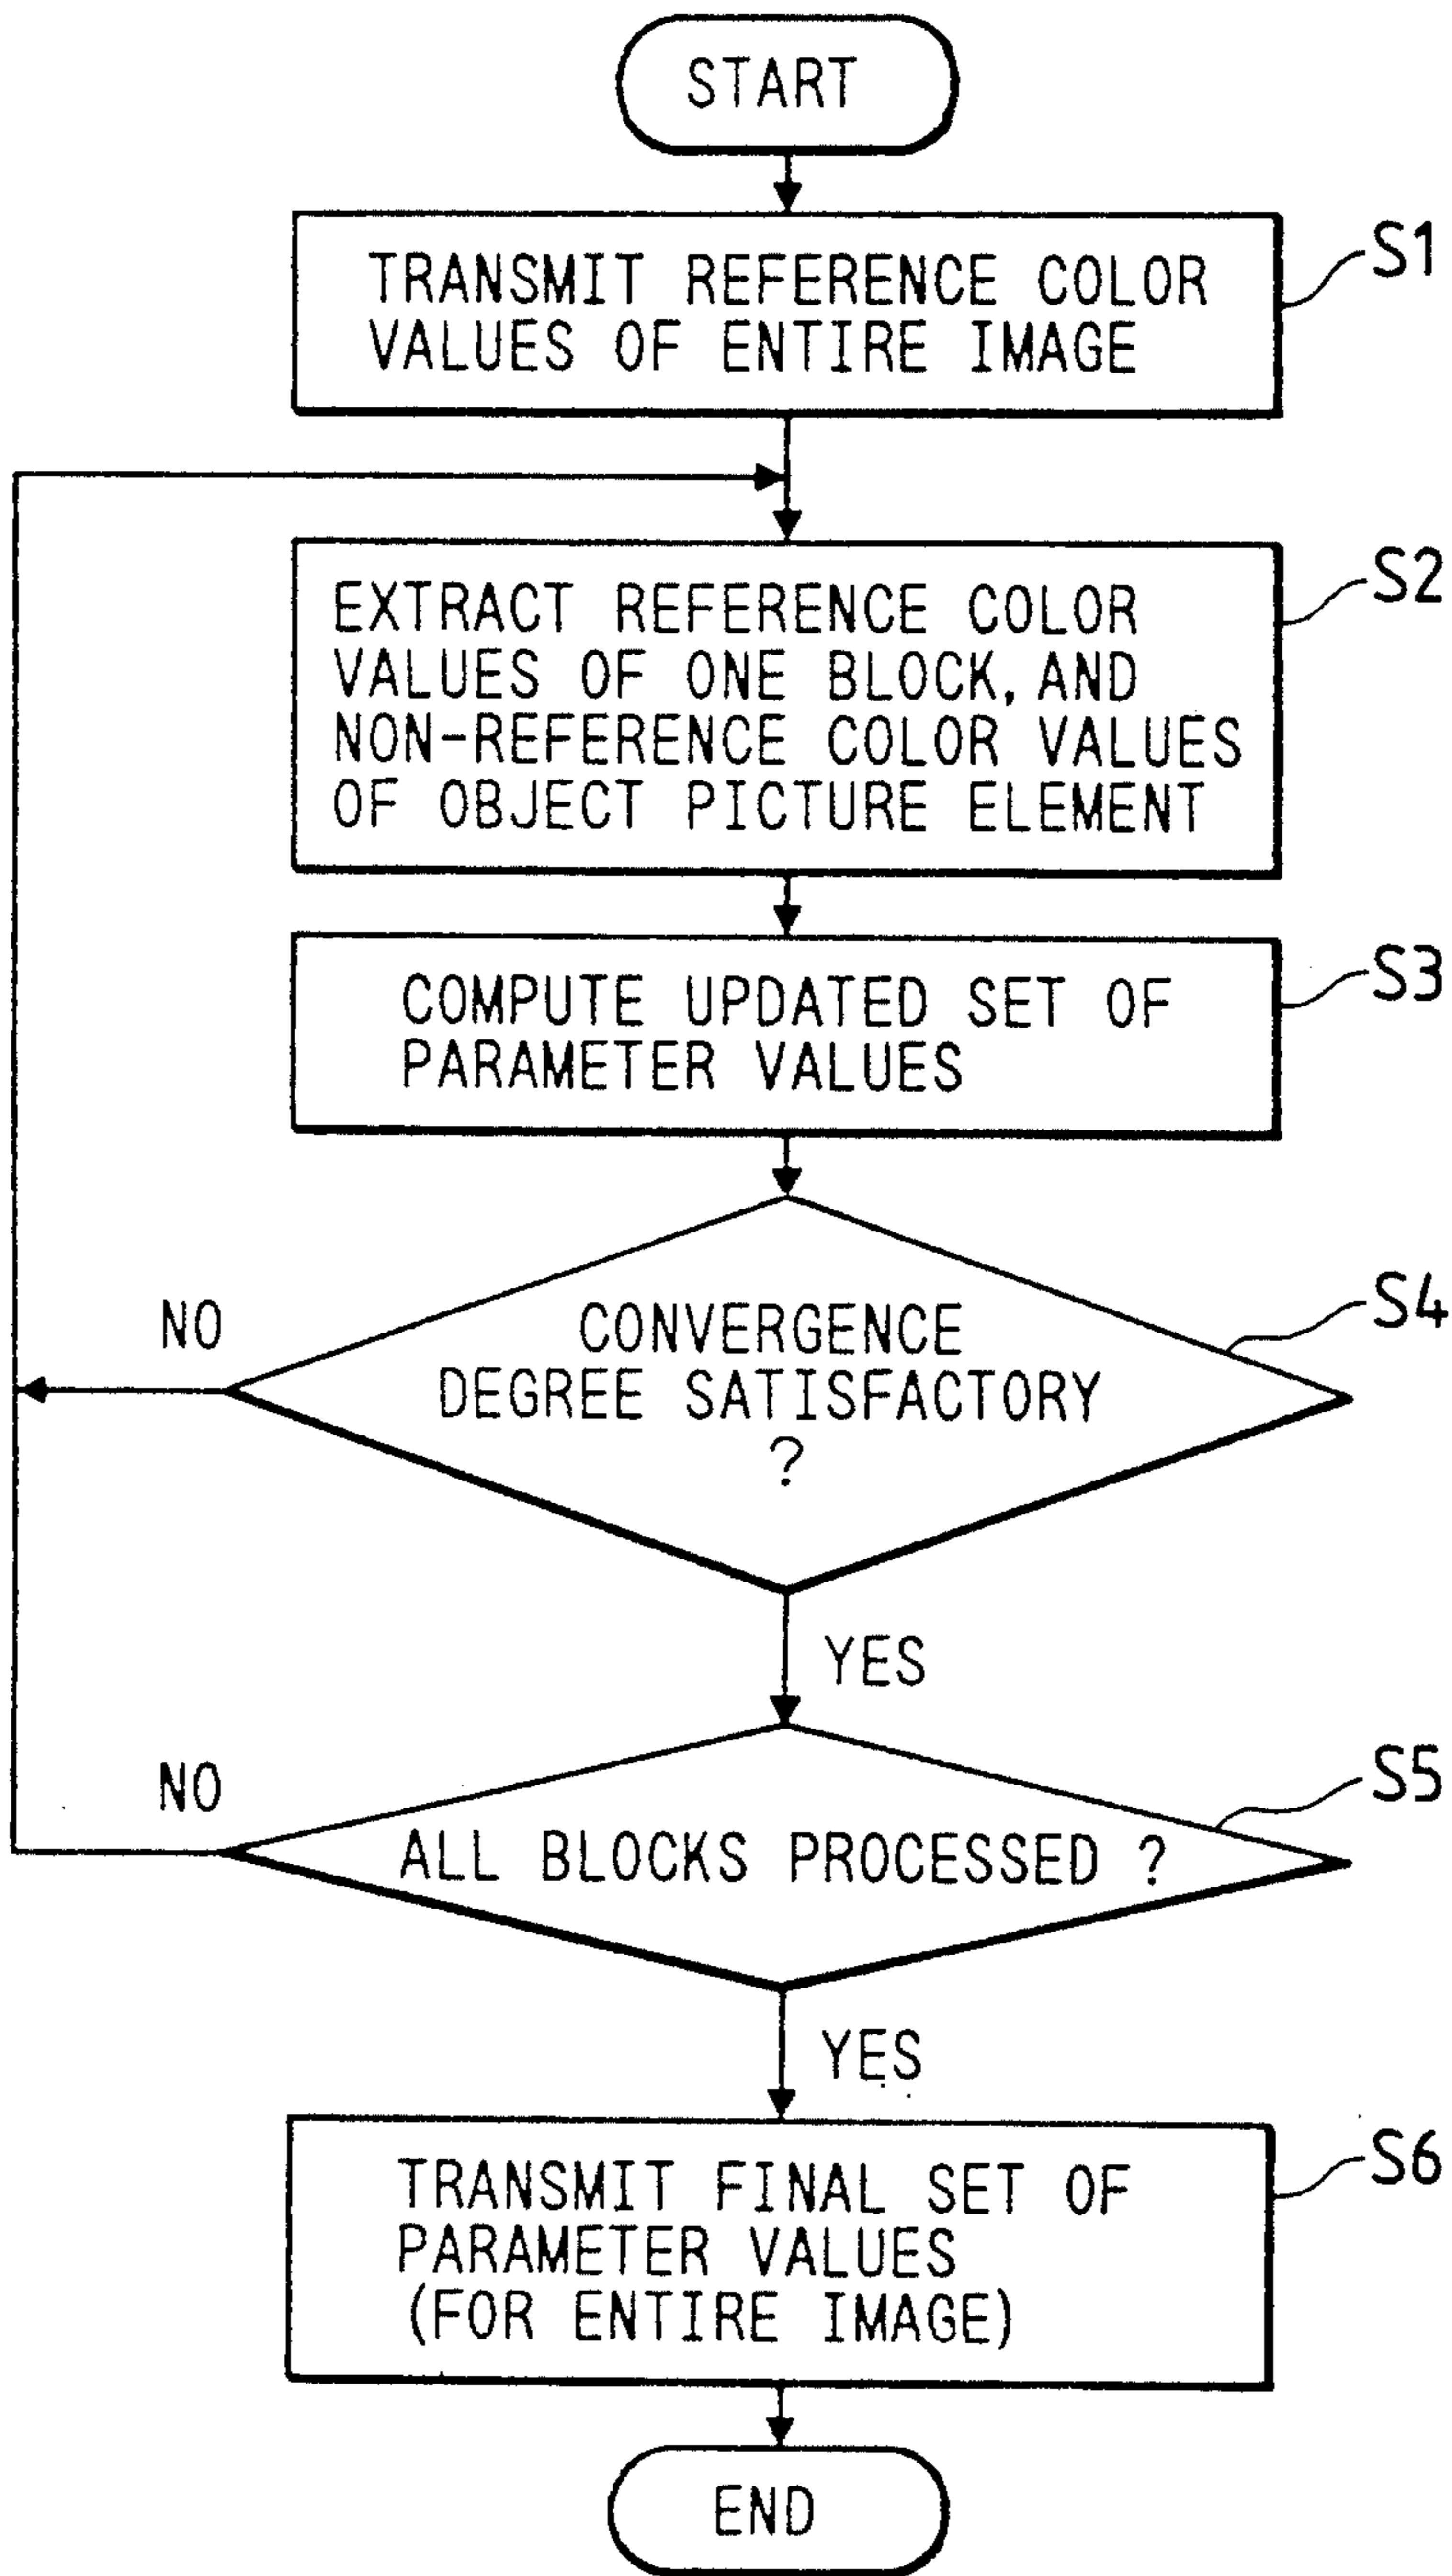 START
TRANSMIT REFERENCE COLOR
VALUES OF ENTIRE IMAGE
S1
EXTRACT REFERENCE COLOR
VALUES OF ONE BLOCK, AND
NON-REFERENCE COLOR VALUES
OF OBJECT PICTURE ELEMENT
S2
COMPUTE UPDATED SET OF
PARAMETER VALUES
S3
CONVERGENCE
DEGREE SATISFACTORY
?
S4
NO
YES
ALL BLOCKS PROCESSED ?
S5
NO
YES
TRANSMIT FINAL SET OF
PARAMETER VALUES
(FOR ENTIRE IMAGE)
S6
END